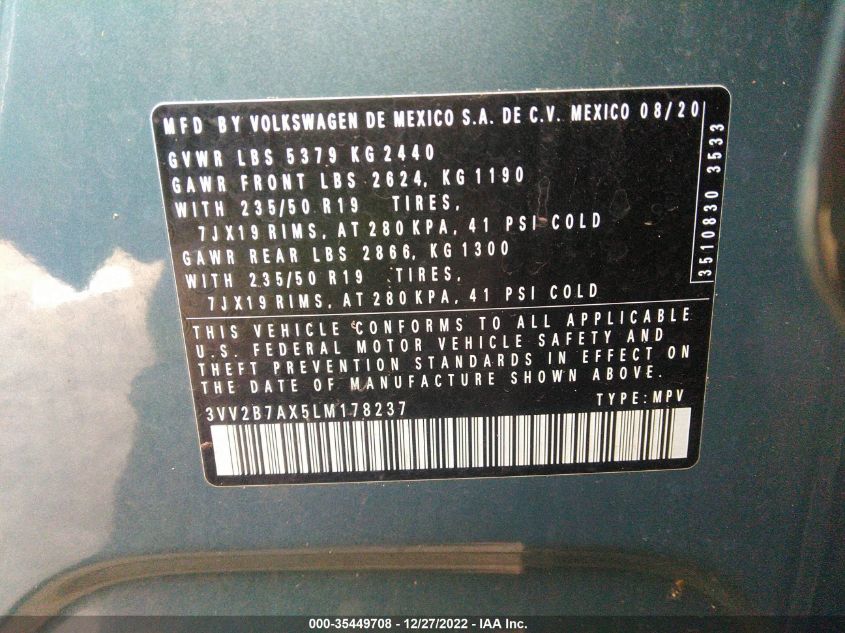 MFD BY VOLKSWAGEN DE MEXICO S.A. DE C.V. MEXICO 08/20
GVWR LBS 5379 KG 2440
GAWR FRONT LBS 2624, KG 1190
WITH 235/50 R19 TIRES,
7JX19 RIMS, AT 280 KPA, 41 PSI COLD
GAWR REAR LBS 2866, KG 1300
WITH 235/50 R19 TIRES,
7JX19 RIMS, AT 280 KPA, 41 PSI COLD
3510830 3533
THIS VEHICLE CONFORMS TO ALL APPLICABLE
U.S. FEDERAL MOTOR VEHICLE SAFETY AND
THEFT PREVENTION STANDARDS IN EFFECT ON
THE DATE OF MANUFACTURE SHOWN ABOVE.
3VV2B7AX5LM178237 TYPE: MPV
000-35449708 - 12/27/2022 - IAA Inc.